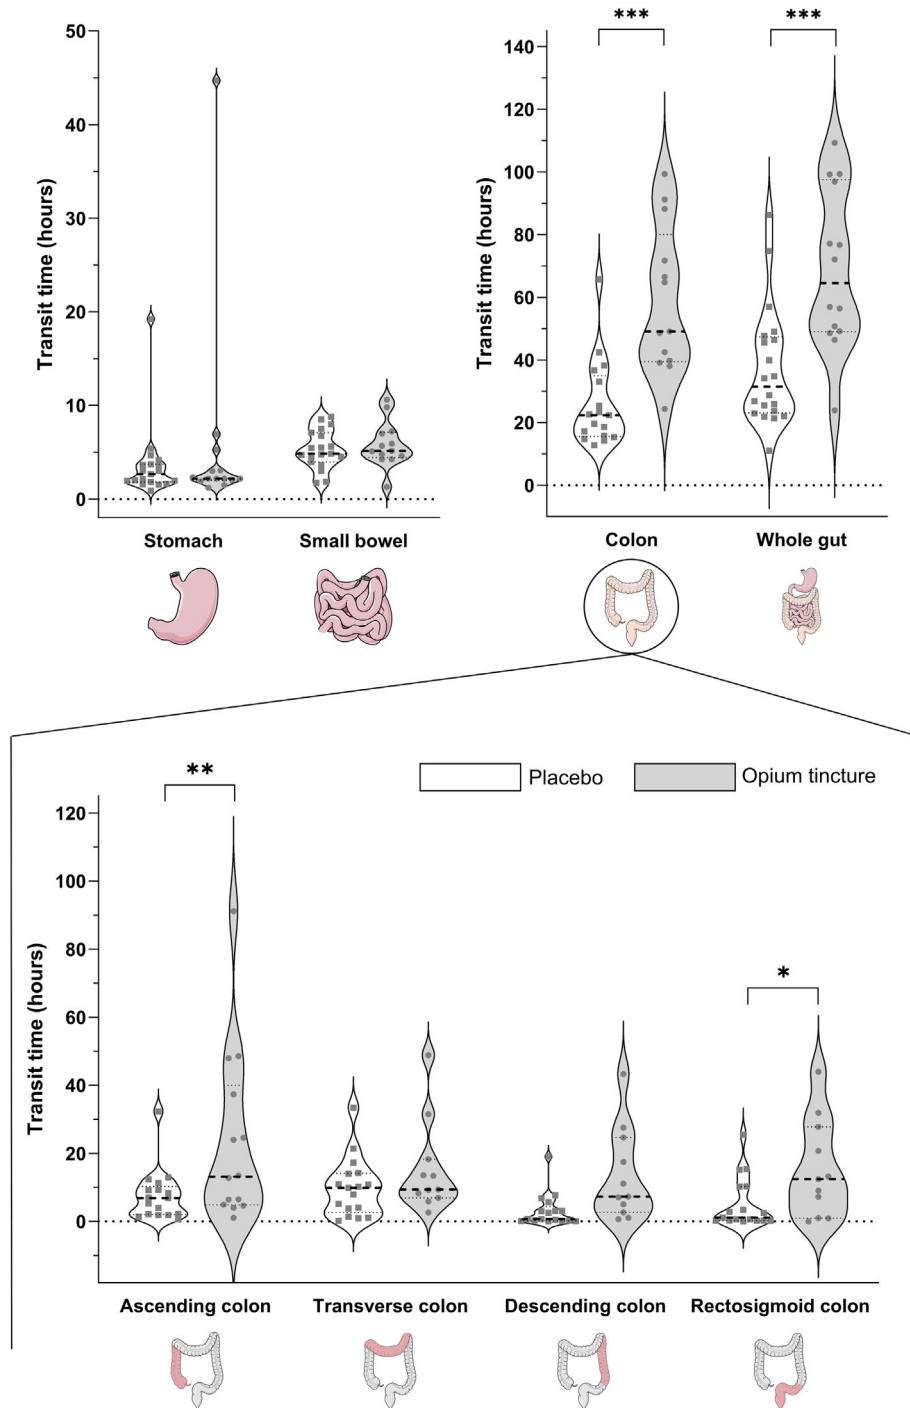 50
40
30
20
10
0
Transit time (hours)
Stomach
Small bowel
***
***
140
120
100
80
60
40
20
0
Transit time (hours)
Colon
Whole gut
Placebo
Opium tincture
**
*
120
100
80
60
40
20
0
Transit time (hours)
Ascending colon
Transverse colon
Descending colon
Rectosigmoid colon